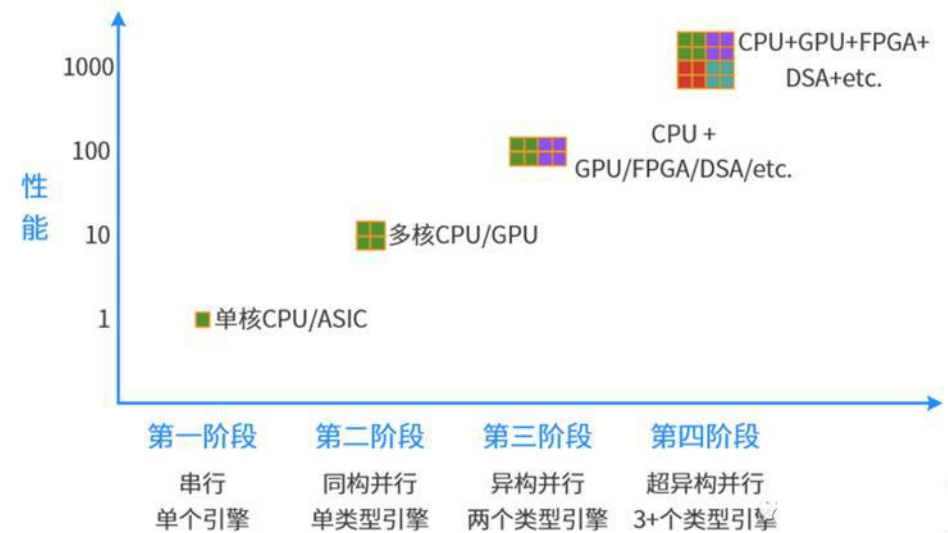 1000
100
10
1
性
能
CPU+GPU+FPGA+
DSA+etc.
CPU +
GPU/FPGA/DSA/etc.
多核CPU/GPU
单核CPU/ASIC
第一阶段 第二阶段 第三阶段 第四阶段
串行 同构并行 异构并行 超异构并行
单个引擎 单类型引擎 两个类型引擎 3+个类型引擎